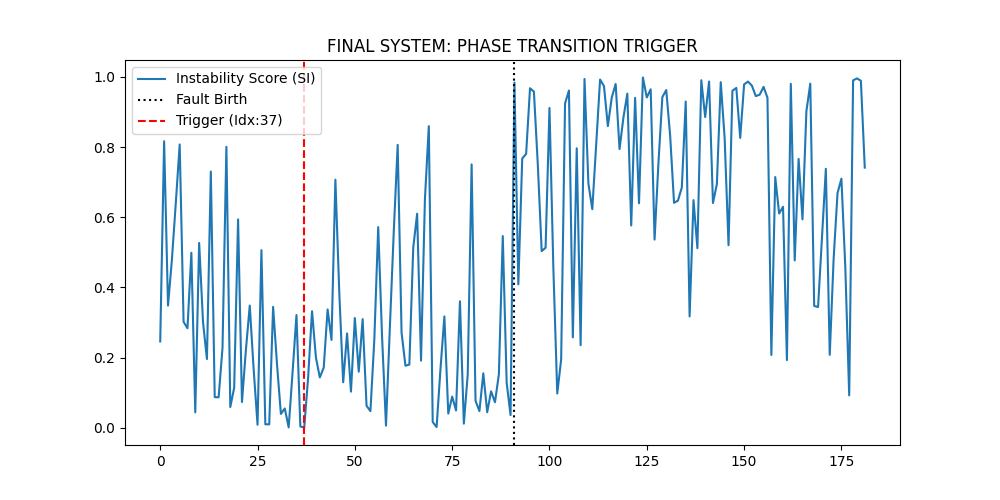 FINAL SYSTEM: PHASE TRANSITION TRIGGER
Instability Score (SI)
Fault Birth
Trigger (Idx:37)
1.0
0.8
0.6
0.4
0.2
0.0
0 25 50 75 100 125 150 175